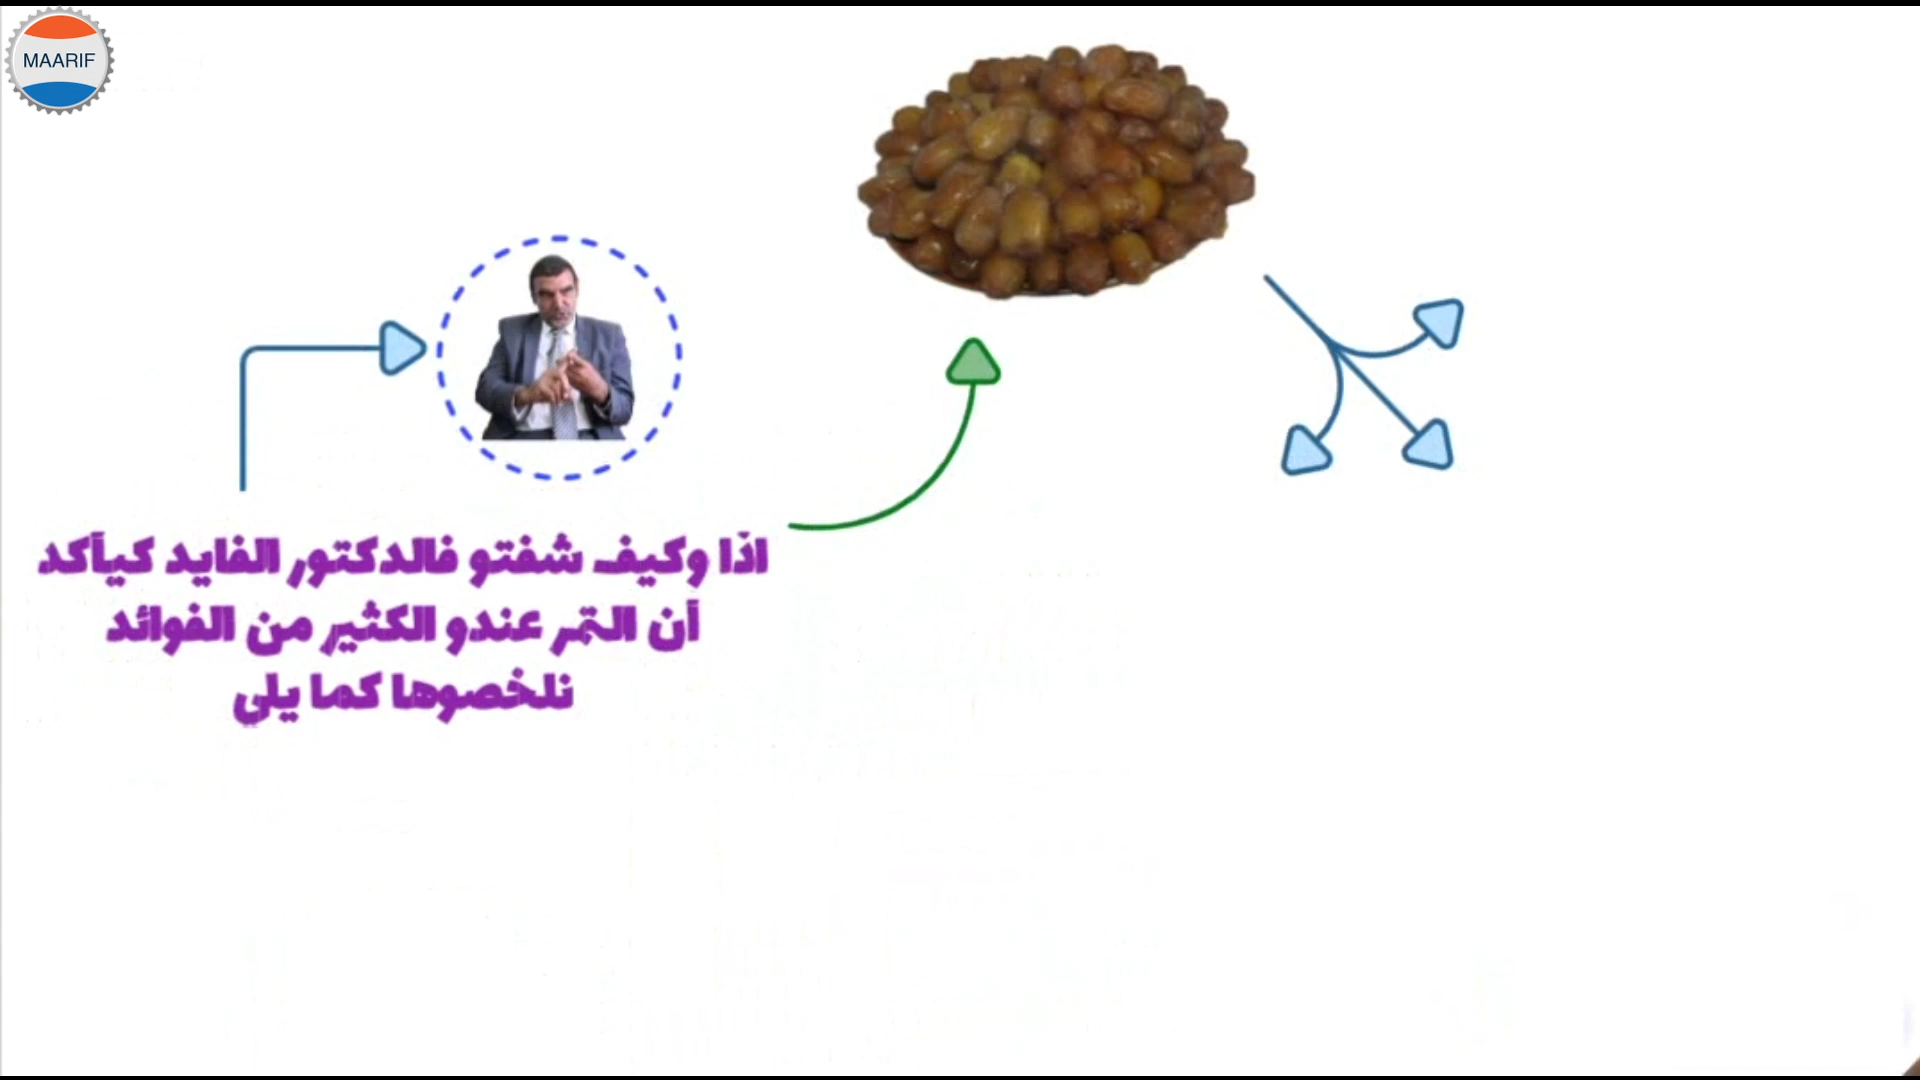 MAARIF
اذا وكيف شفتو فالدكتور الفايد كيأكد
أن التمر عندو الكثير من الفوائد
نلخصوها كما يلي